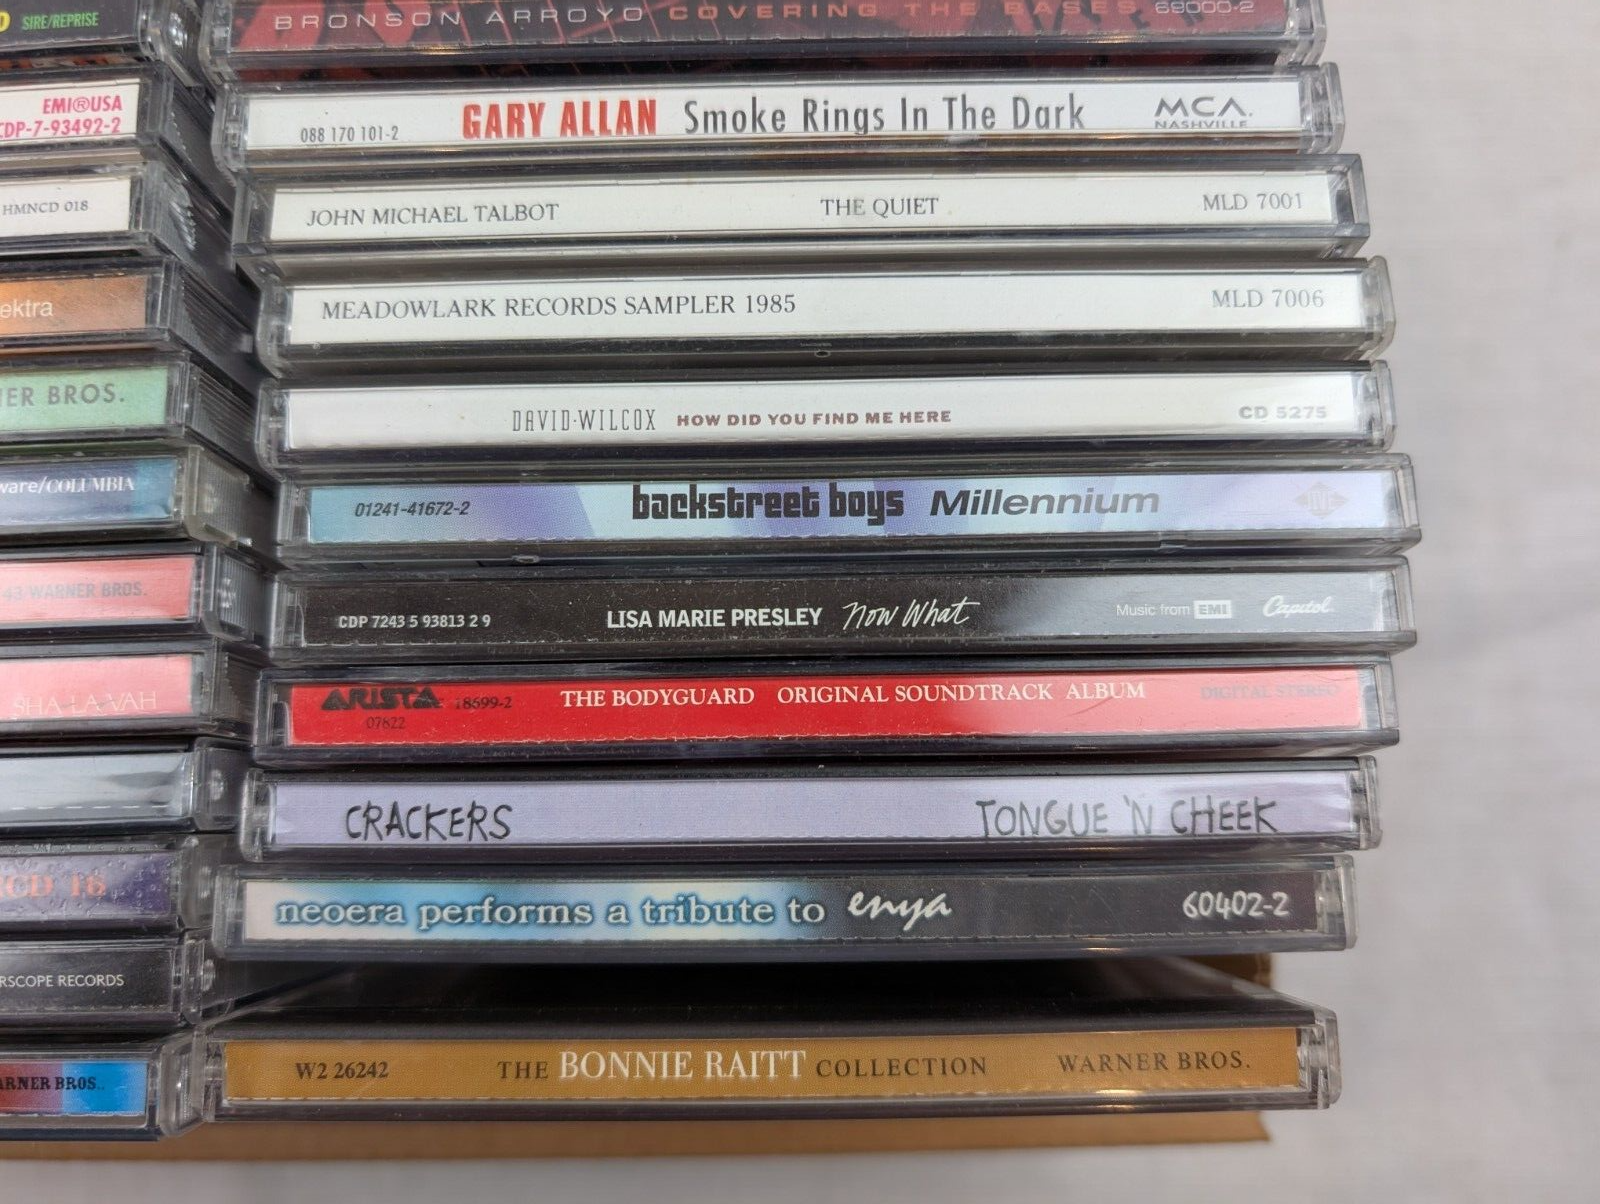 SIRE/REPRISE
EMI®USA
CDP-7-93492-2
HMNCD 018
ektra
ER BROS.
ware/COLUMBIA
43-WARNER BROS.
SHA-LA-VAH
CD 16
RSCOPE RECORDS
ARNER BROS.
BRONSON ARROYO COVERING THE BASES 69000-2
088 170 101-2 GARY ALLAN Smoke Rings In The Dark MCA NASHVILLE
JOHN MICHAEL TALBOT THE QUIET MLD 7001
MEADOWLARK RECORDS SAMPLER 1985 MLD 7006
DAVID·WILCOX HOW DID YOU FIND ME HERE CD 5275
01241-41672-2 backstreet boys Millennium JIVE
CDP 7243 5 93813 2 9 LISA MARIE PRESLEY now What Music from EMI Capitol
ARISTA 18699-2 THE BODYGUARD ORIGINAL SOUNDTRACK ALBUM DIGITAL STEREO
07822
CRACKERS TONGUE 'N CHEEK
neoera performs a tribute to enya 60402-2
W2 26242 THE BONNIE RAITT COLLECTION WARNER BROS.